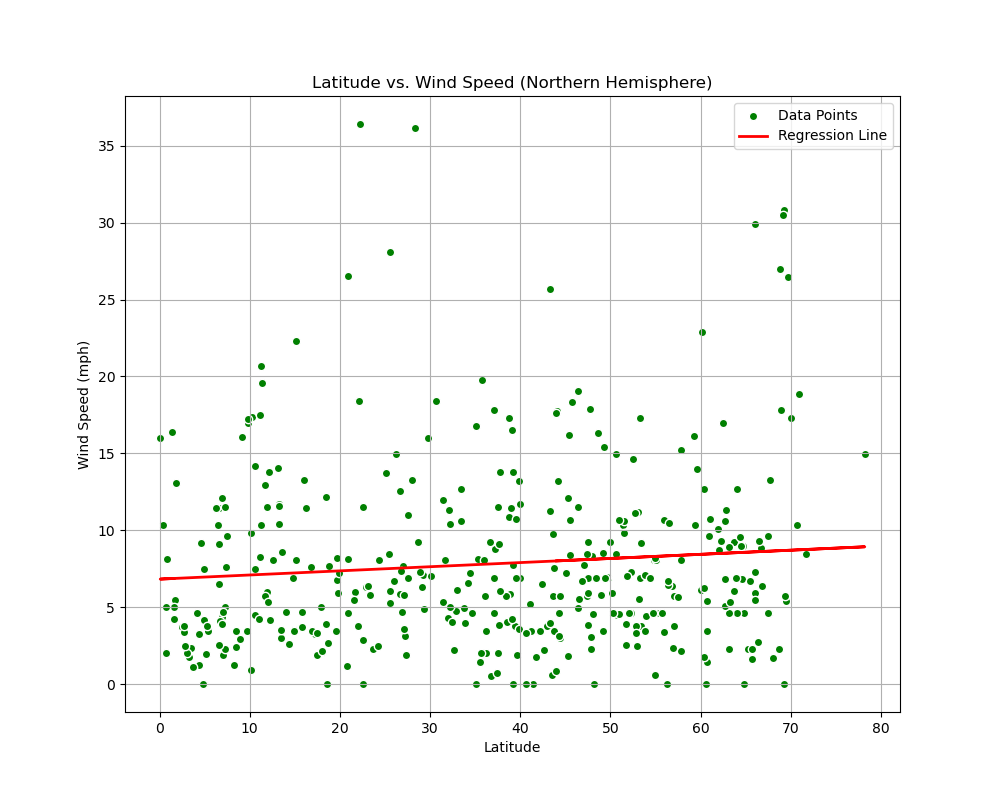 Latitude vs. Wind Speed (Northern Hemisphere)
Data Points
Regression Line
35
30
25
20
15
10
5
0
Wind Speed (mph)
0 10 20 30 40 50 60 70 80
Latitude